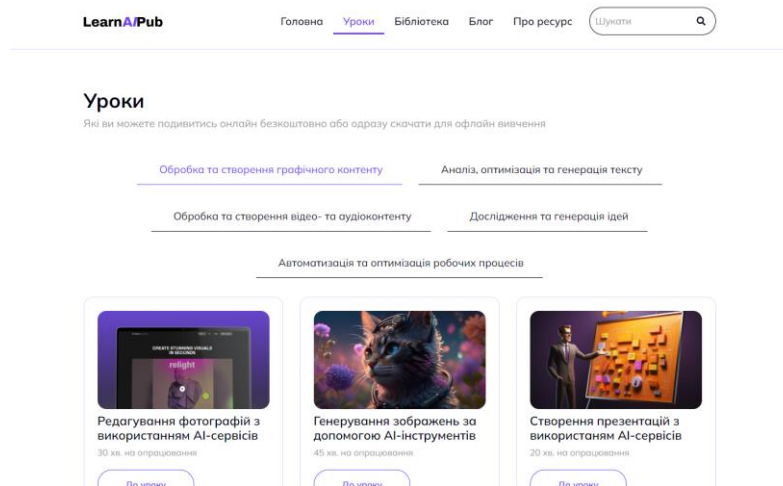 LearnAIPub
Головна Уроки Бібліотека Блог Про ресурс Шукати
Уроки
Які ви можете подивитись онлайн безкоштовно або одразу скачати для офлайн вивчення
Обробка та створення графічного контенту Аналіз, оптимізація та генерація тексту
Обробка та створення відео- та аудіоконтенту Дослідження та генерація ідей
Автоматизація та оптимізація робочих процесів
CREATE STUNNING VISUALS
IN SECONDS
relight
Редагування фотографій з
використанням AI-сервісів
30 хв. на опрацювання
До уроку
Генерування зображень за
допомогою AI-інструментів
45 хв. на опрацювання
До уроку
Створення презентацій з
використаням AI-сервісів
20 хв. на опрацювання
До уроку